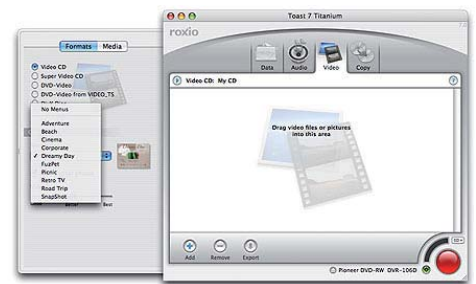 Toast 7 Titanium
roxio
Formats Media
Data Audio Video Copy
Video CD
Super Video CD
DVD-Video
DVD-Video from VIDEO_TS
No Menus
Adventure
Beach
Cinema
Corporate
✓ Dreamy Day
FuzPet
Picnic
Retro TV
Road Trip
SnapShot
Best
Video CD: My CD
Drag video files or pictures
into this area
Add Remove Export
Pioneer DVD-RW DVR-106D